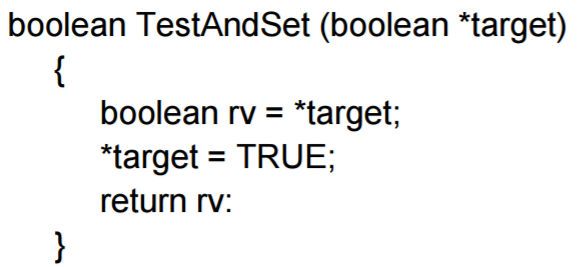 boolean TestAndSet (boolean *target)
{
boolean rv = *target;
*target = TRUE;
return rv:
}